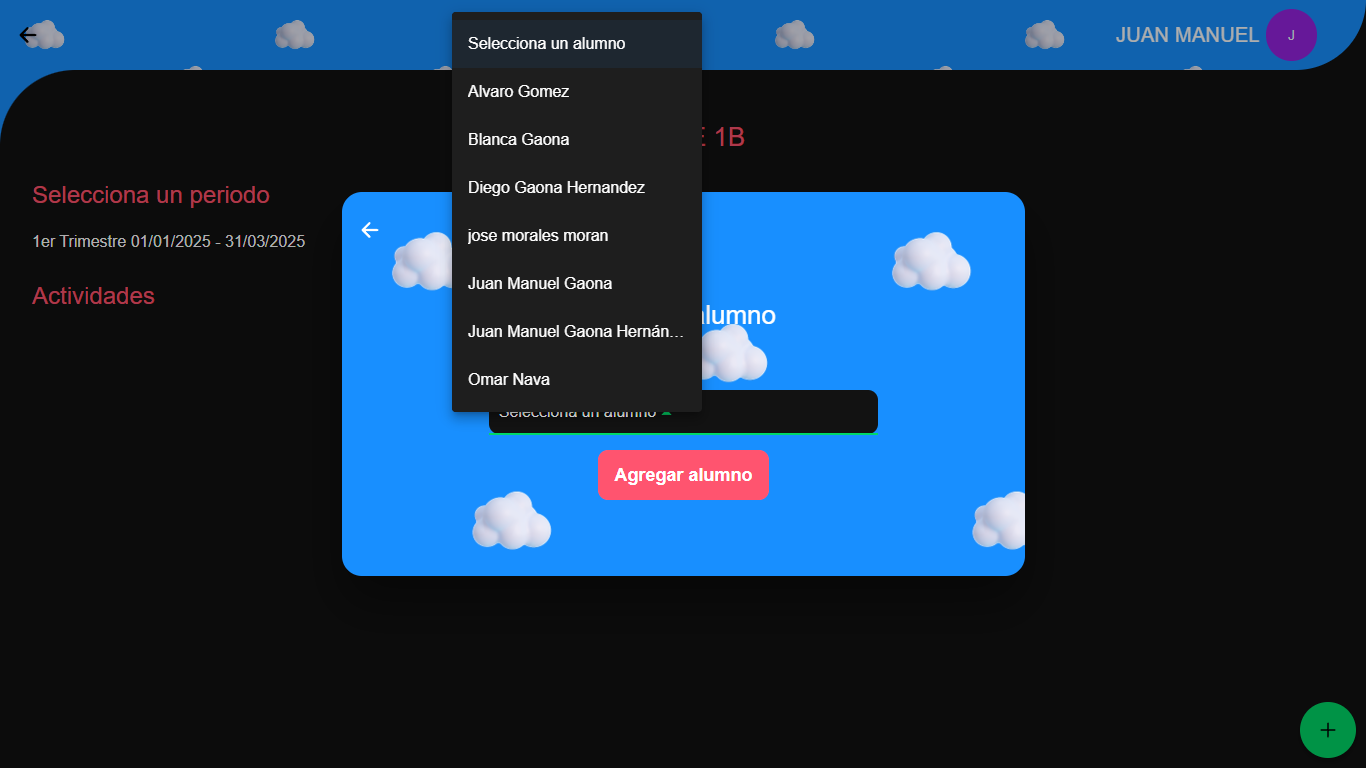 JUAN MANUEL
J
Selecciona un alumno
Alvaro Gomez
Blanca Gaona
Diego Gaona Hernandez
jose morales moran
Juan Manuel Gaona
Juan Manuel Gaona Hernán...
Omar Nava
1B
Selecciona un periodo
1er Trimestre 01/01/2025 - 31/03/2025
Actividades
alumno
Selecciona un alumno
Agregar alumno